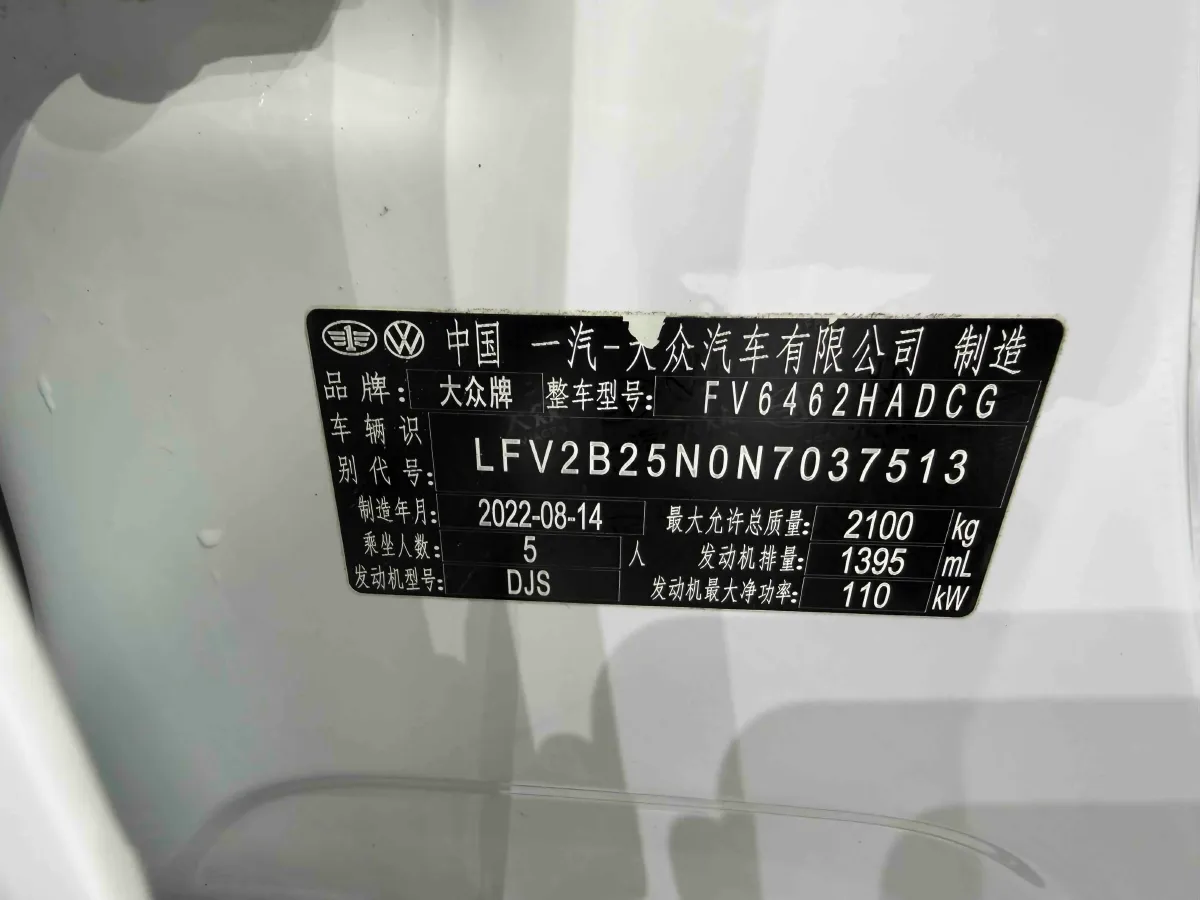 中国 一汽-大众汽车有限公司 制造
品牌: 大众牌 整车型号: FV6462HADCG
车辆识别代号: LFV2B25N0N7037513
制造年月: 2022-08-14 最大允许总质量: 2100 kg
乘坐人数: 5 人 发动机排量: 1395 mL
发动机型号: DJS 发动机最大净功率: 110 kW